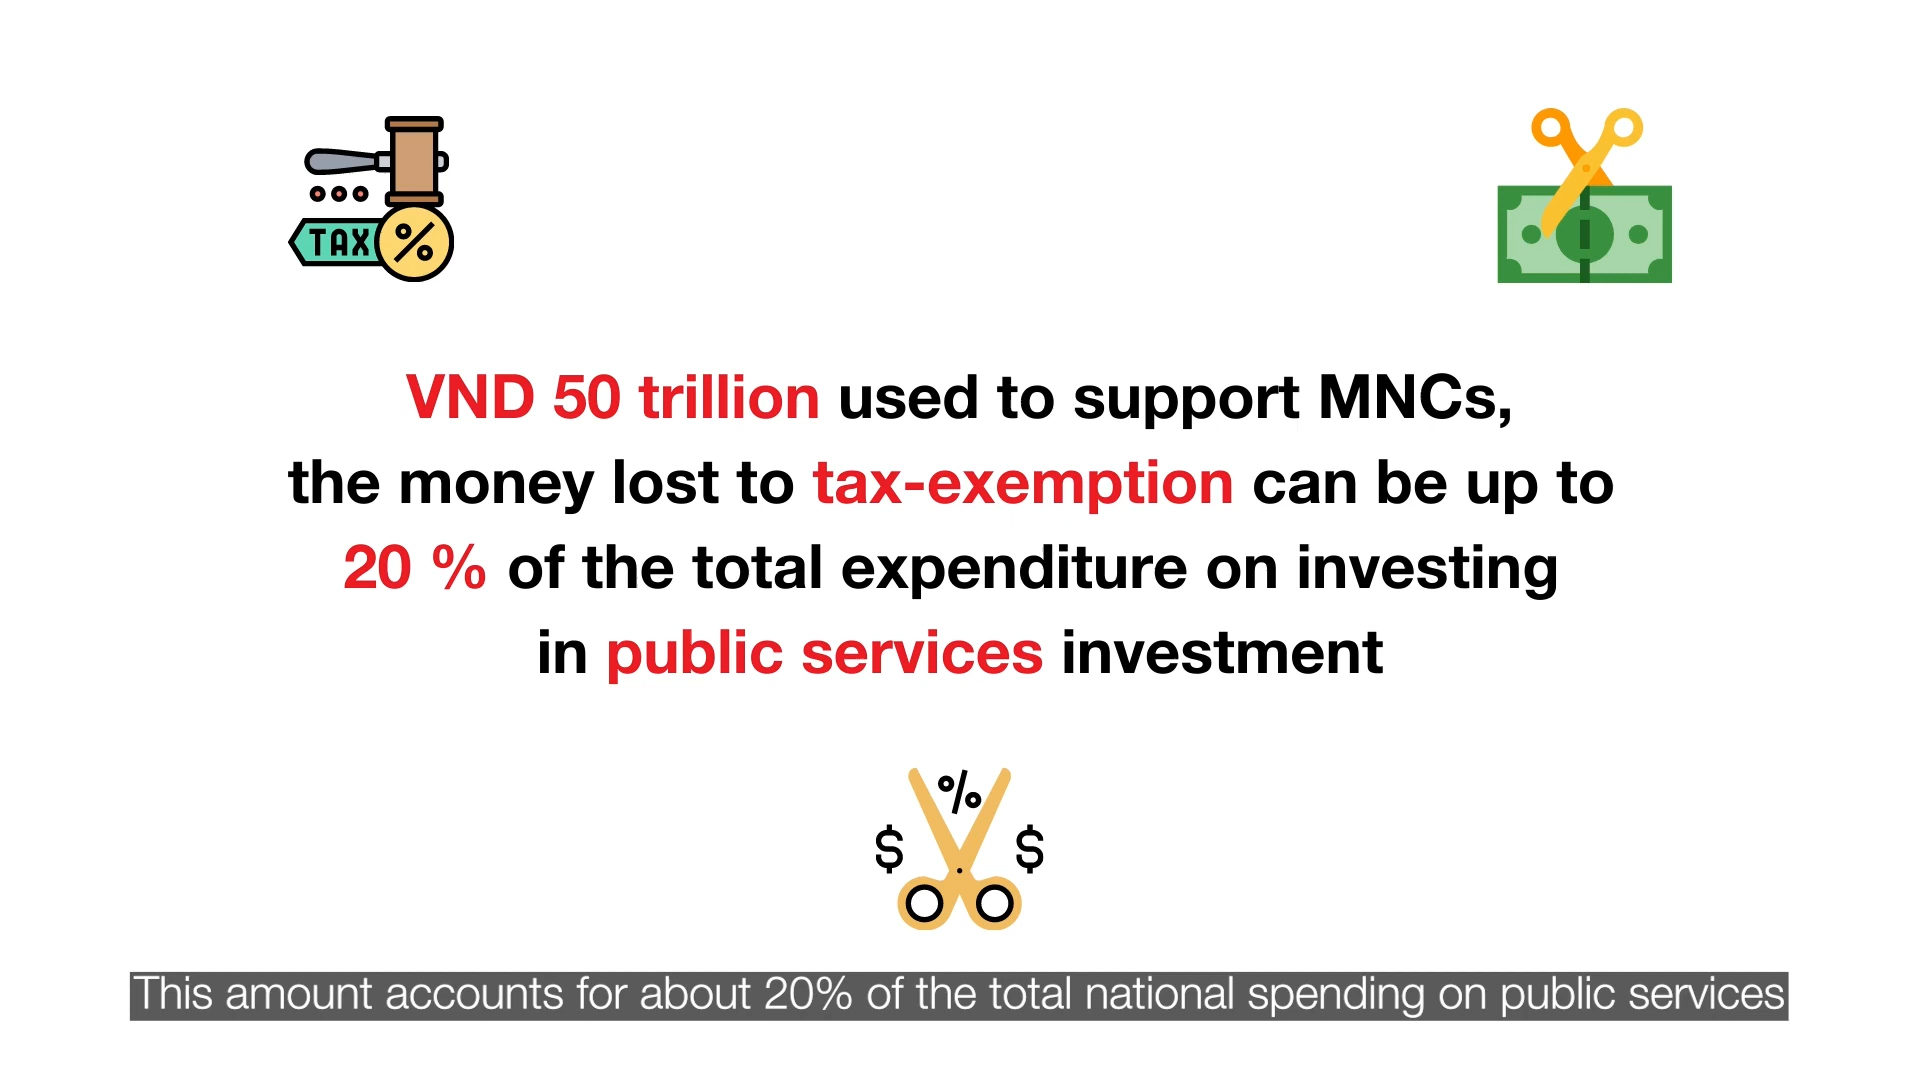 TAX %
VND 50 trillion used to support MNCs,
the money lost to tax-exemption can be up to
20 % of the total expenditure on investing
in public services investment
%
$ $
This amount accounts for about 20% of the total national spending on public services